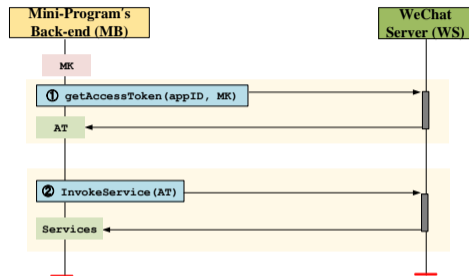 Mini-Program's
Back-end (MB)
WeChat
Server (WS)
MK
① getAccessToken(appID, MK)
AT
② InvokeService(AT)
Services